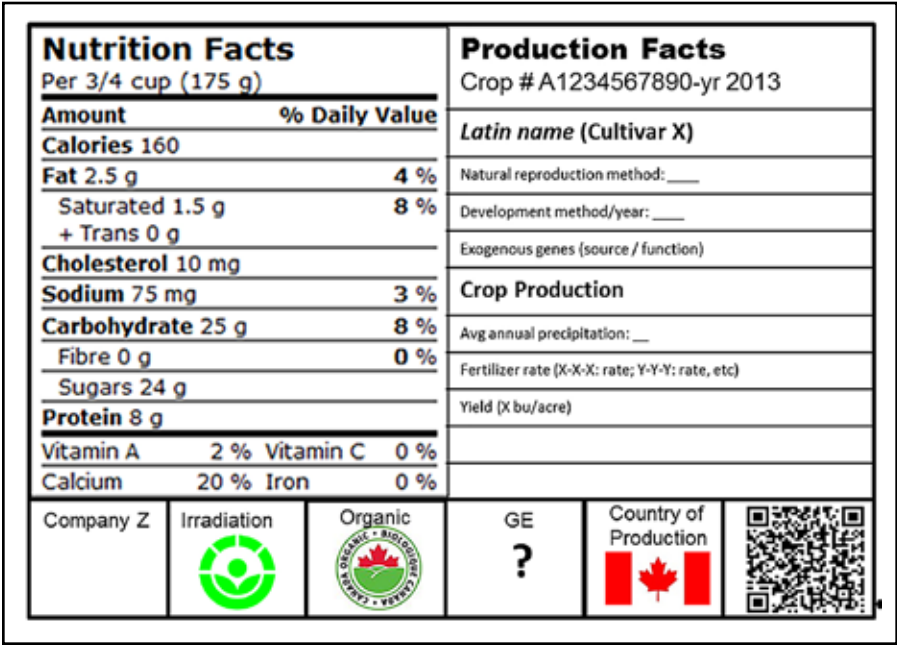 Nutrition Facts
Per 3/4 cup (175 g)
Amount % Daily Value
Calories 160
Fat 2.5 g 4 %
Saturated 1.5 g 8 %
+ Trans 0 g
Cholesterol 10 mg
Sodium 75 mg 3 %
Carbohydrate 25 g 8 %
Fibre 0 g 0 %
Sugars 24 g
Protein 8 g
Vitamin A 2 % Vitamin C 0 %
Calcium 20 % Iron 0 %
Production Facts
Crop # A1234567890-yr 2013
Latin name (Cultivar X)
Natural reproduction method: ____
Development method/year: ____
Exogenous genes (source / function)
Crop Production
Avg annual precipitation: __
Fertilizer rate (X-X-X: rate; Y-Y-Y: rate, etc)
Yield (X bu/acre)
Company Z
Irradiation
Organic
CANADA ORGANIC • BIOLOGIQUE CANADA
GE
?
Country of
Production